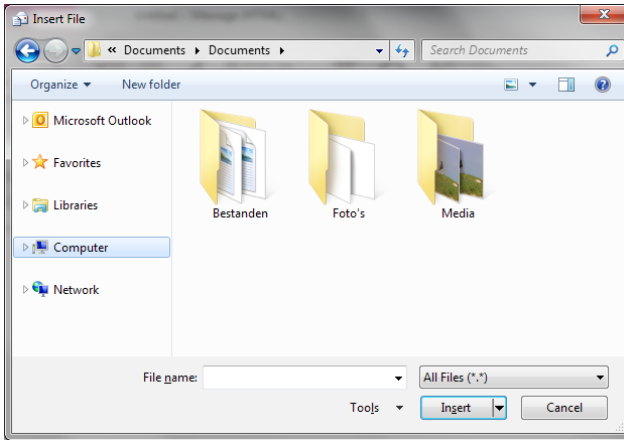 Insert File
« Documents Documents
Search Documents
Organize New folder
Microsoft Outlook
Favorites
Libraries
Computer
Network
Bestanden Foto's Media
File name:
All Files (*.*)
Tools Insert Cancel